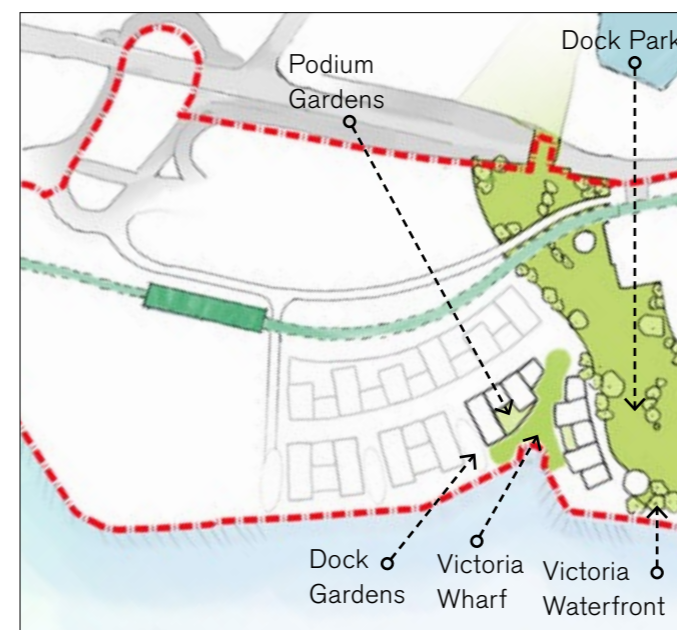 Dock Park
Podium
Gardens
Dock
Gardens
Victoria
Wharf
Victoria
Waterfront